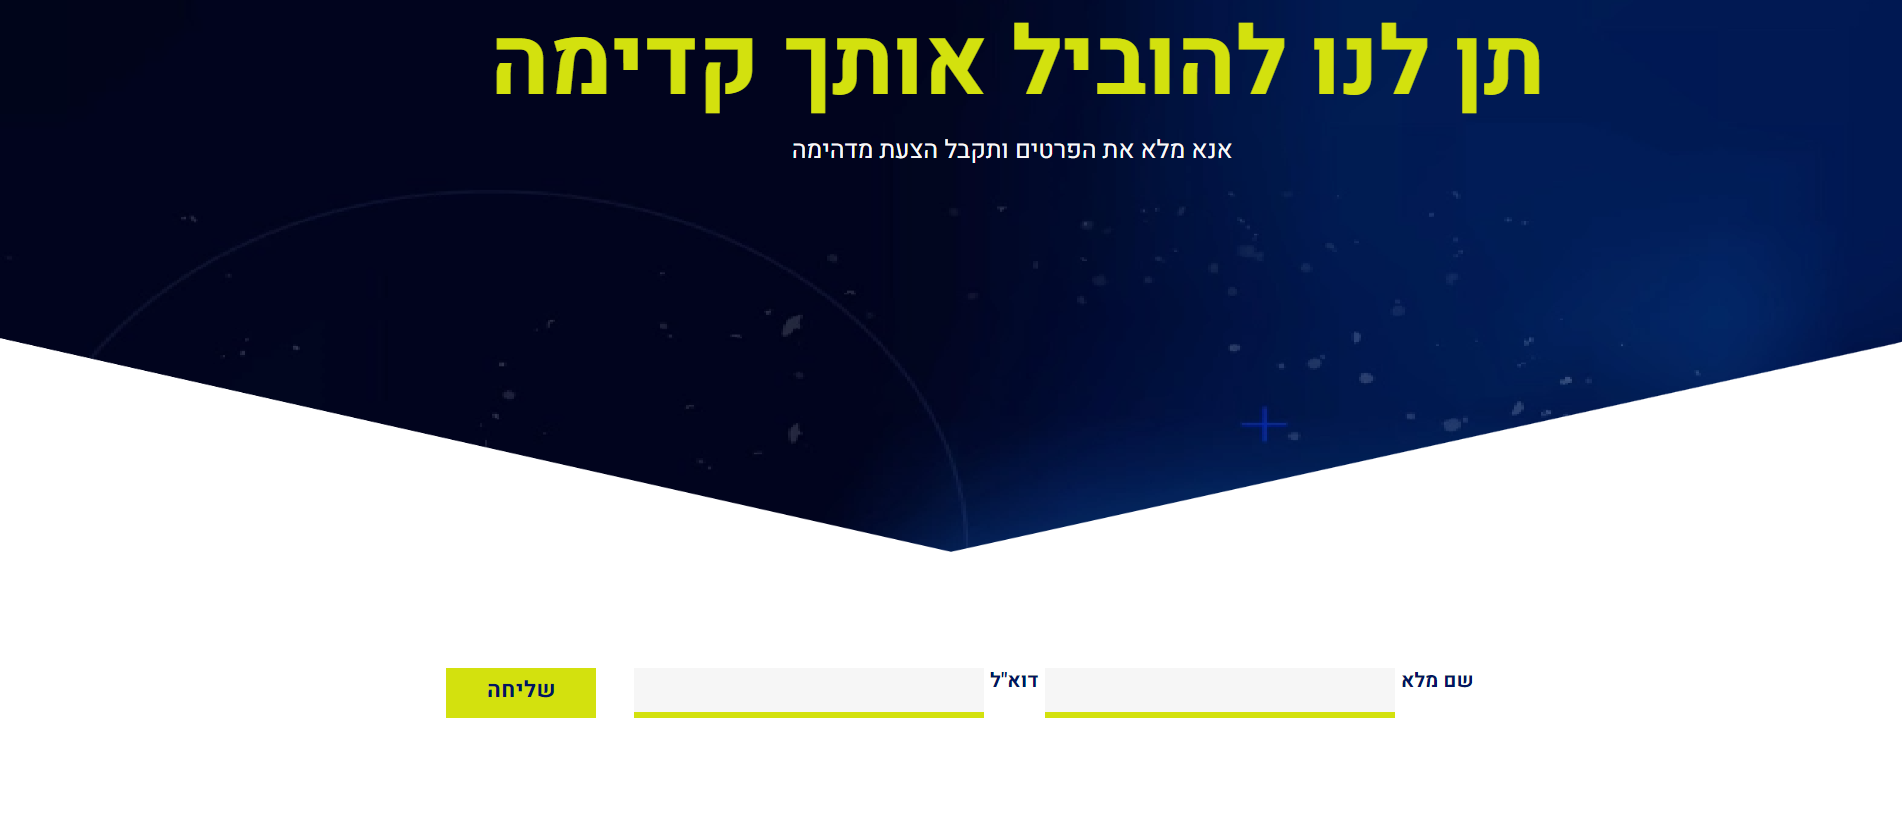 תן לנו להוביל אותך קדימה
אנא מלא את הפרטים ותקבל הצעת מדהימה
שם מלא
דוא"ל
שליחה